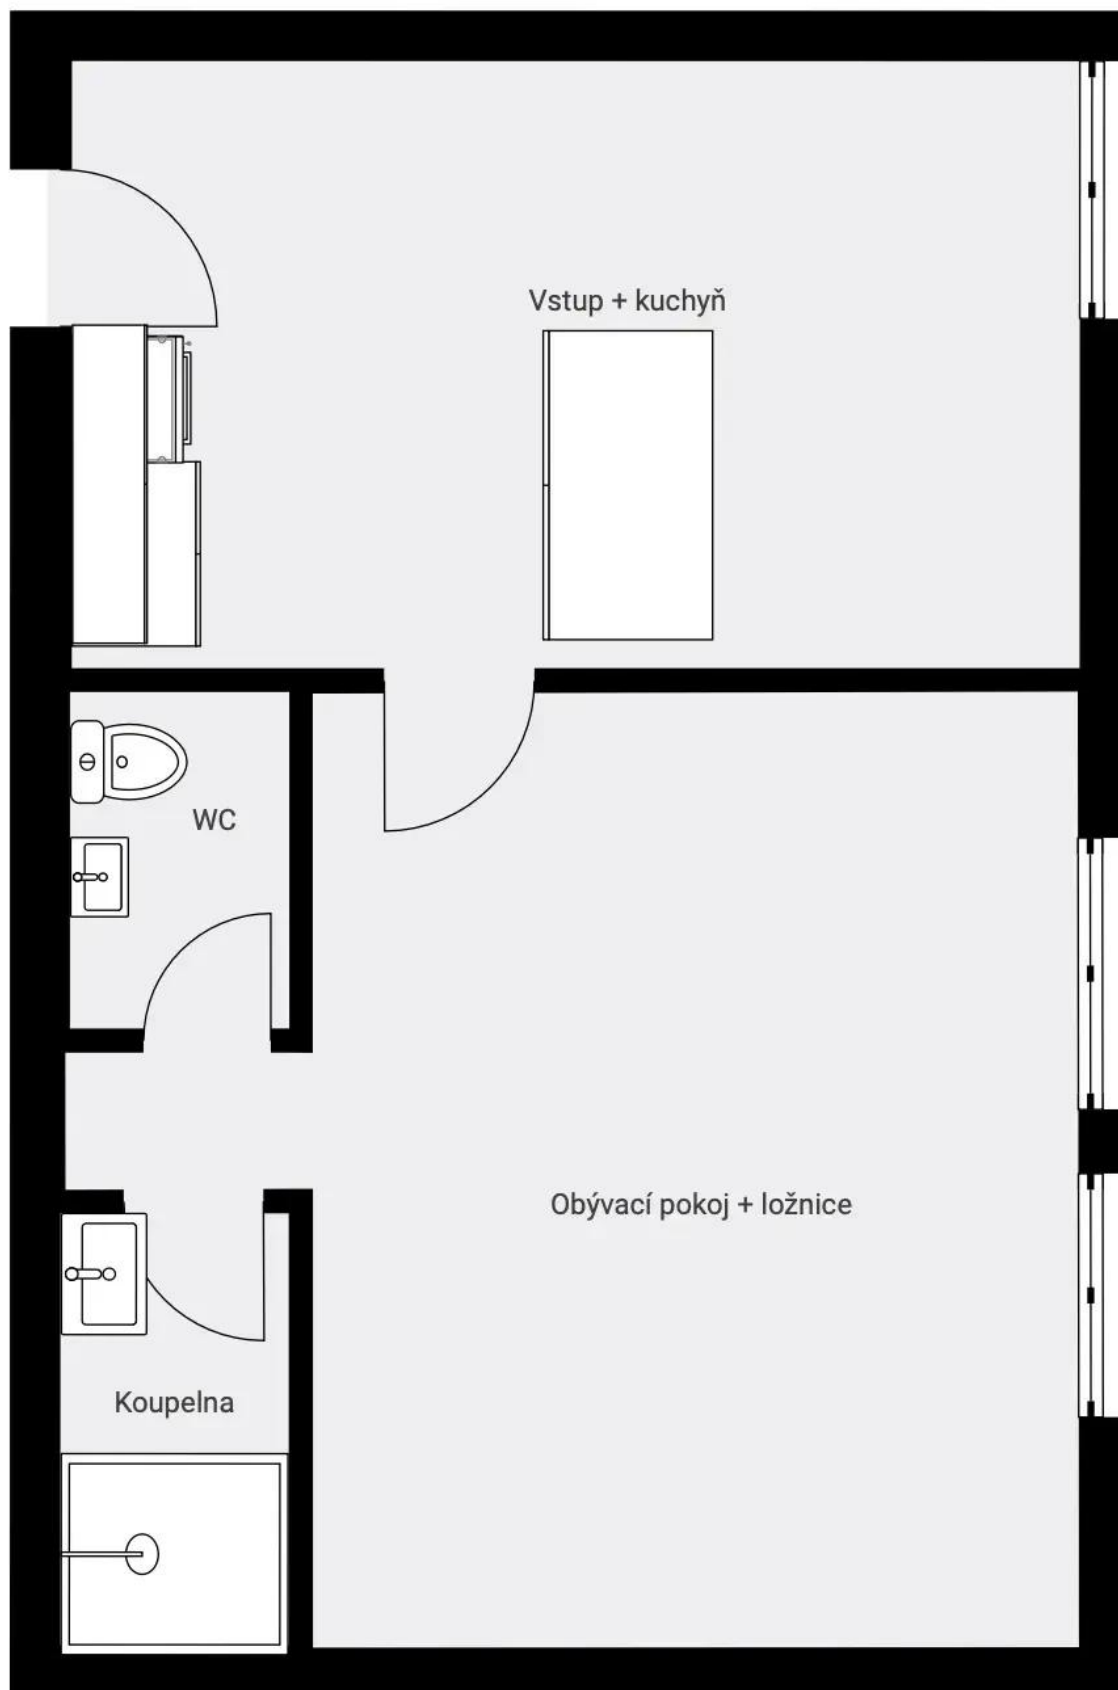 Vstup + kuchyň
WC
Obývací pokoj + ložnice
Koupelna